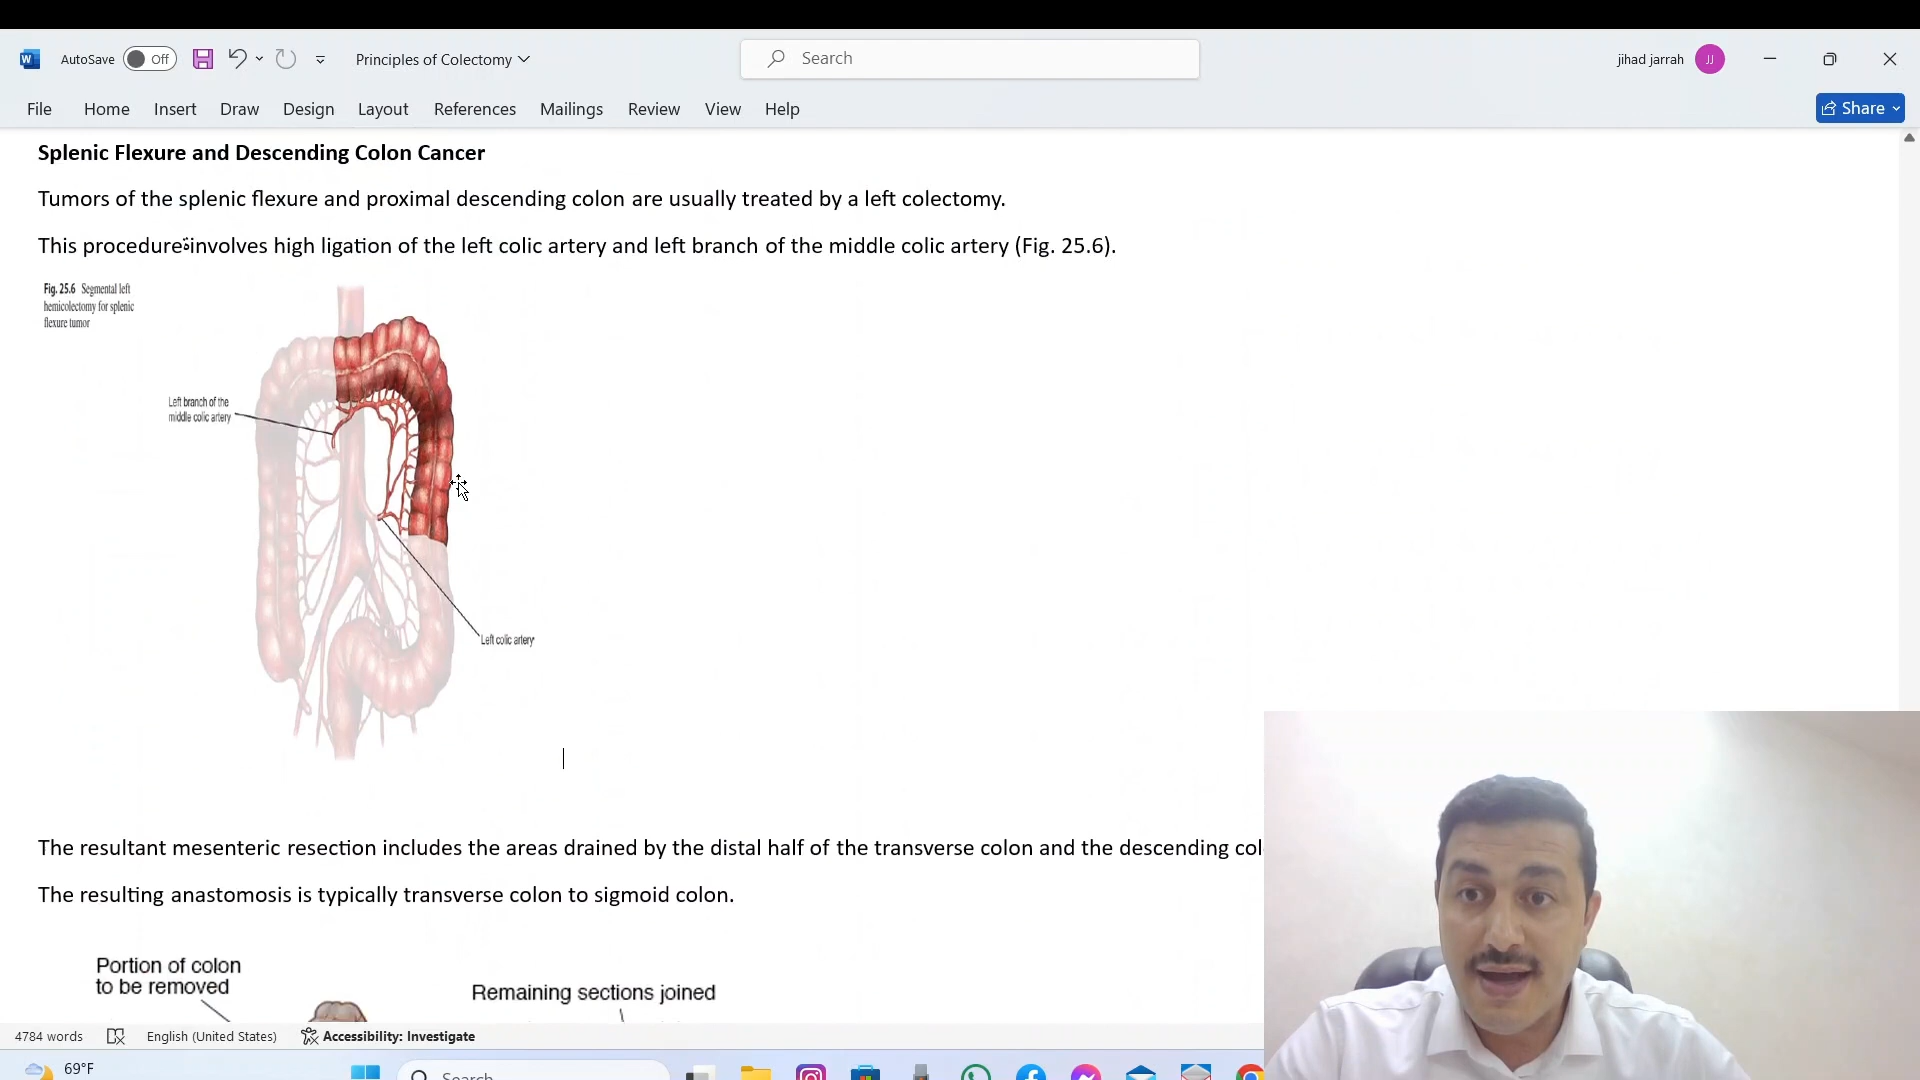 AutoSave Off Principles of Colectomy Search jihad jarrah JJ
File Home Insert Draw Design Layout References Mailings Review View Help Share
Splenic Flexure and Descending Colon Cancer
Tumors of the splenic flexure and proximal descending colon are usually treated by a left colectomy.
This procedure involves high ligation of the left colic artery and left branch of the middle colic artery (Fig. 25.6).
Fig. 25.6 Segmental left
hemicolectomy for splenic
flexure tumor
Left branch of the
middle colic artery
Left colic artery
The resultant mesenteric resection includes the areas drained by the distal half of the transverse colon and the descending col
The resulting anastomosis is typically transverse colon to sigmoid colon.
Portion of colon
to be removed
Remaining sections joined
4784 words English (United States) Accessibility: Investigate
69°F Search